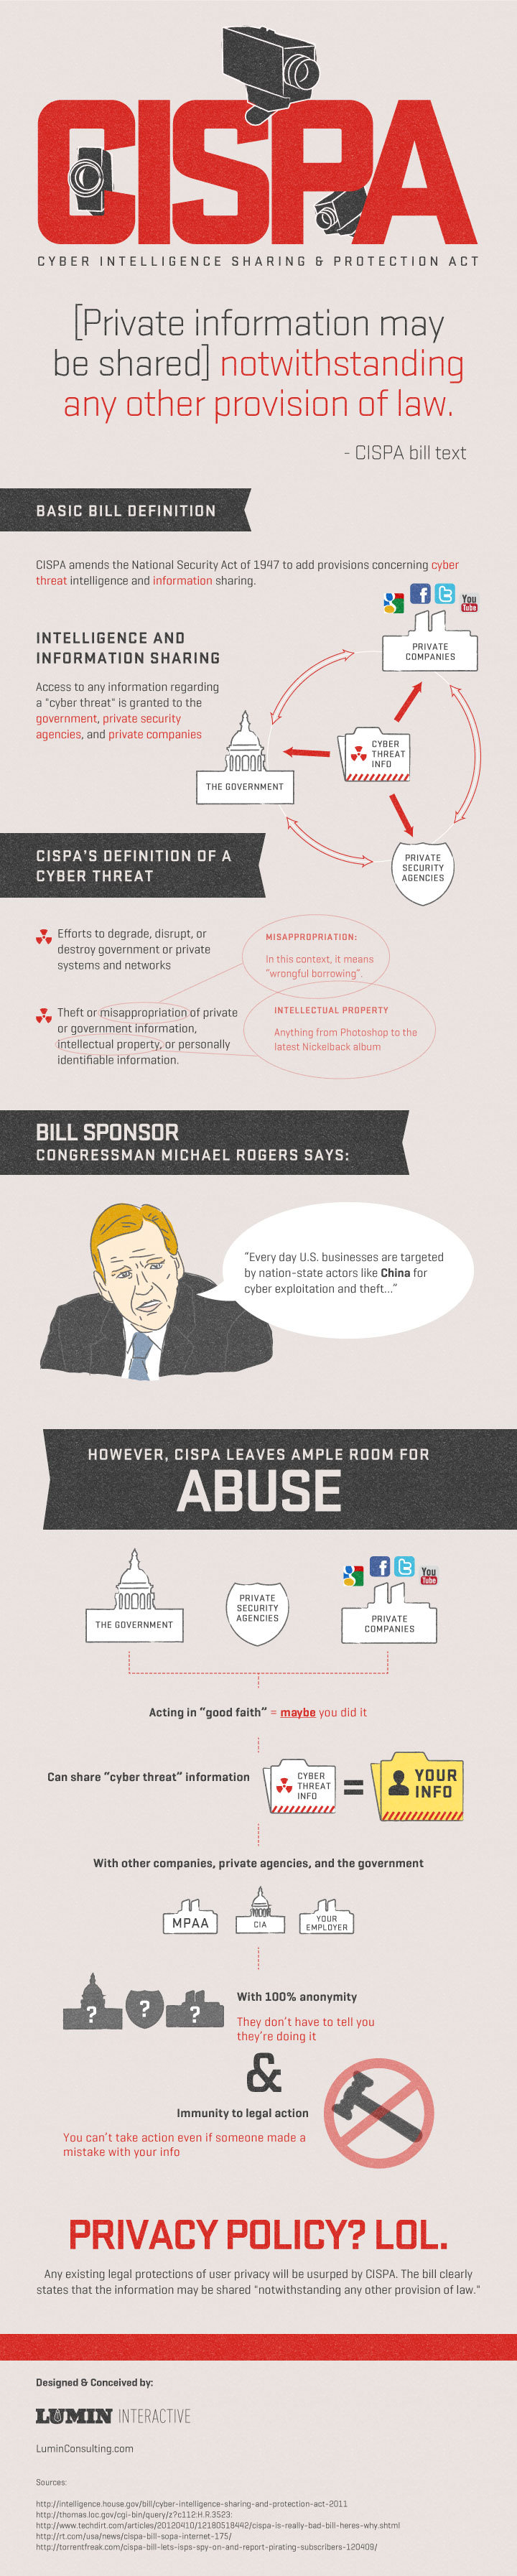 CISPA
CYBER INTELLIGENCE SHARING & PROTECTION ACT
[Private information may
be shared] notwithstanding
any other provision of law.
- CISPA bill text
BASIC BILL DEFINITION
CISPA amends the National Security Act of 1947 to add provisions concerning cyber
threat intelligence and information sharing.
INTELLIGENCE AND
INFORMATION SHARING
Access to any information regarding
a "cyber threat" is granted to the
government, private security
agencies, and private companies
You
Tube
PRIVATE
COMPANIES
CYBER
THREAT
INFO
THE GOVERNMENT
PRIVATE
SECURITY
AGENCIES
CISPA'S DEFINITION OF A
CYBER THREAT
Efforts to degrade, disrupt, or
destroy government or private
systems and networks
MISAPPROPRIATION:
In this context, it means
"wrongful borrowing".
Theft or misappropriation of private
or government information,
intellectual property, or personally
identifiable information.
INTELLECTUAL PROPERTY
Anything from Photoshop to the
latest Nickelback album
BILL SPONSOR
CONGRESSMAN MICHAEL ROGERS SAYS:
"Every day U.S. businesses are targeted
by nation-state actors like China for
cyber exploitation and theft..."
HOWEVER, CISPA LEAVES AMPLE ROOM FOR
ABUSE
THE GOVERNMENT
PRIVATE
SECURITY
AGENCIES
You
Tube
PRIVATE
COMPANIES
Acting in "good faith" = maybe you did it
Can share "cyber threat" information
CYBER
THREAT
INFO
=
YOUR
INFO
With other companies, private agencies, and the government
MPAA
CIA
YOUR
EMPLOYER
? ? ?
With 100% anonymity
They don't have to tell you
they're doing it
&
Immunity to legal action
You can't take action even if someone made a
mistake with your info
PRIVACY POLICY? LOL.
Any existing legal protections of user privacy will be usurped by CISPA. The bill clearly
states that the information may be shared "notwithstanding any other provision of law."
Designed & Conceived by:
LUMIN INTERACTIVE
LuminConsulting.com
Sources:
http://intelligence.house.gov/bill/cyber-intelligence-sharing-and-protection-act-2011
http://thomas.loc.gov/cgi-bin/query/z?c112:H.R.3523:
http://www.techdirt.com/articles/20120410/12180518442/cispa-is-really-bad-bill-heres-why.shtml
http://rt.com/usa/news/cispa-bill-sopa-internet-175/
http://torrentfreak.com/cispa-bill-lets-isps-spy-on-and-report-pirating-subscribers-120409/